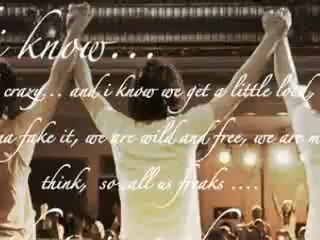 i know...
crazy... and i know we get a little loud,
na fake it, we are wild and free, we are m
think, so call us freaks ....